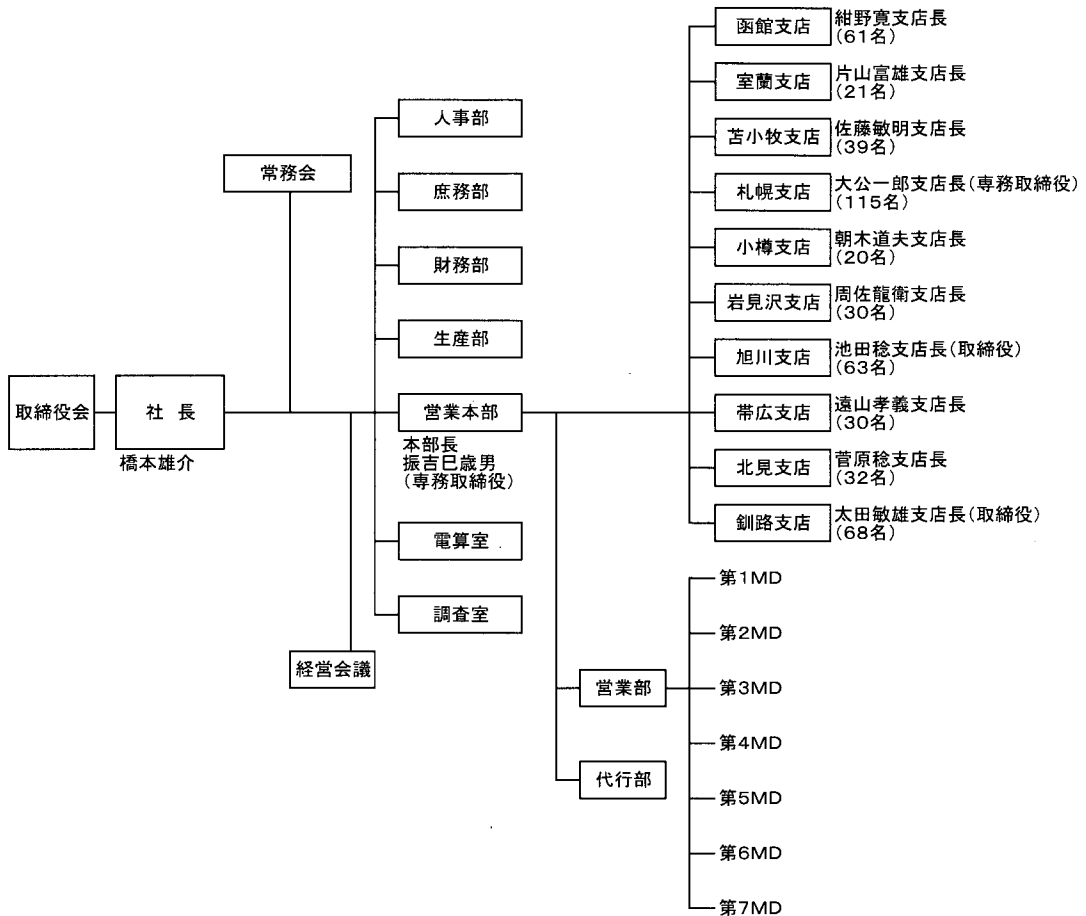 取締役会
社 長
橋本雄介
常務会
経営会議
人事部
庶務部
財務部
生産部
営業本部
本部長
振吉巳歳男
(専務取締役)
電算室
調査室
函館支店
紺野寛支店長
(61名)
室蘭支店
片山富雄支店長
(21名)
苫小牧支店
佐藤敏明支店長
(39名)
札幌支店
大公一郎支店長(専務取締役)
(115名)
小樽支店
朝木道夫支店長
(20名)
岩見沢支店
周佐龍衛支店長
(30名)
旭川支店
池田稔支店長(取締役)
(63名)
帯広支店
遠山孝義支店長
(30名)
北見支店
菅原稔支店長
(32名)
釧路支店
太田敏雄支店長(取締役)
(68名)
営業部
代行部
第1MD
第2MD
第3MD
第4MD
第5MD
第6MD
第7MD